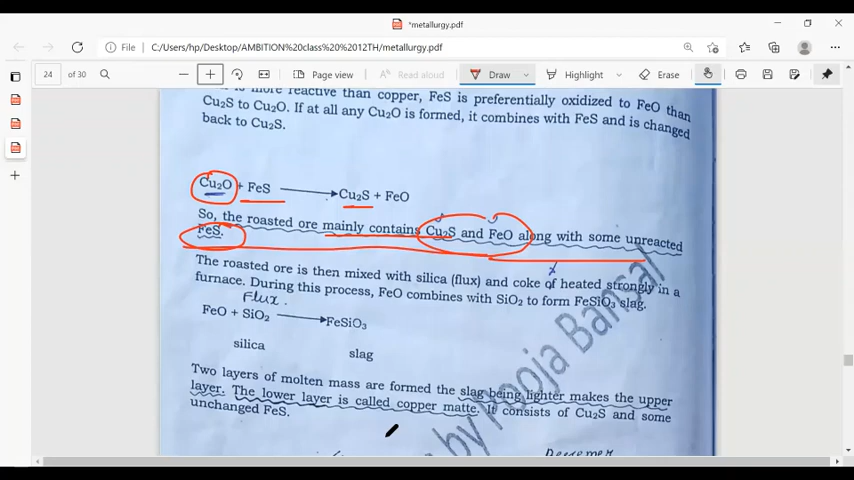 *metallurgy.pdf
File
C:/Users/hp/Desktop/AMBITION%20class%20%2012TH/metallurgy.pdf
24 of 30
Page view
Read aloud
Draw
Highlight
Erase
is more reactive than copper, FeS is preferentially oxidized to FeO than
Cu₂S to Cu₂O. If at all any Cu₂O is formed, it combines with FeS and is changed
back to Cu₂S.
Cu₂O + FeS ⟶ Cu₂S + FeO
So, the roasted ore mainly contains Cu₂S and FeO along with some unreacted
FeS.
The roasted ore is then mixed with silica (flux) and coke of heated strongly in a
furnace. During this process, FeO combines with SiO₂ to form FeSiO₃ slag.
Flux.
FeO + SiO₂ ⟶ FeSiO₃
silica
slag
Two layers of molten mass are formed the slag being lighter makes the upper
layer. The lower layer is called copper matte. It consists of Cu₂S and some
unchanged FeS.
by Pooja Bansal